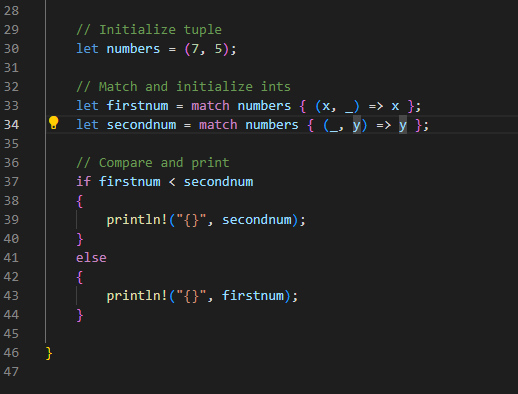 28
29 // Initialize tuple
30 let numbers = (7, 5);
31
32 // Match and initialize ints
33 let firstnum = match numbers { (x, _) => x };
34 let secondnum = match numbers { (_, y) => y };
35
36 // Compare and print
37 if firstnum < secondnum
38 {
39 println!("{}", secondnum);
40 }
41 else
42 {
43 println!("{}", firstnum);
44 }
45
46 }
47